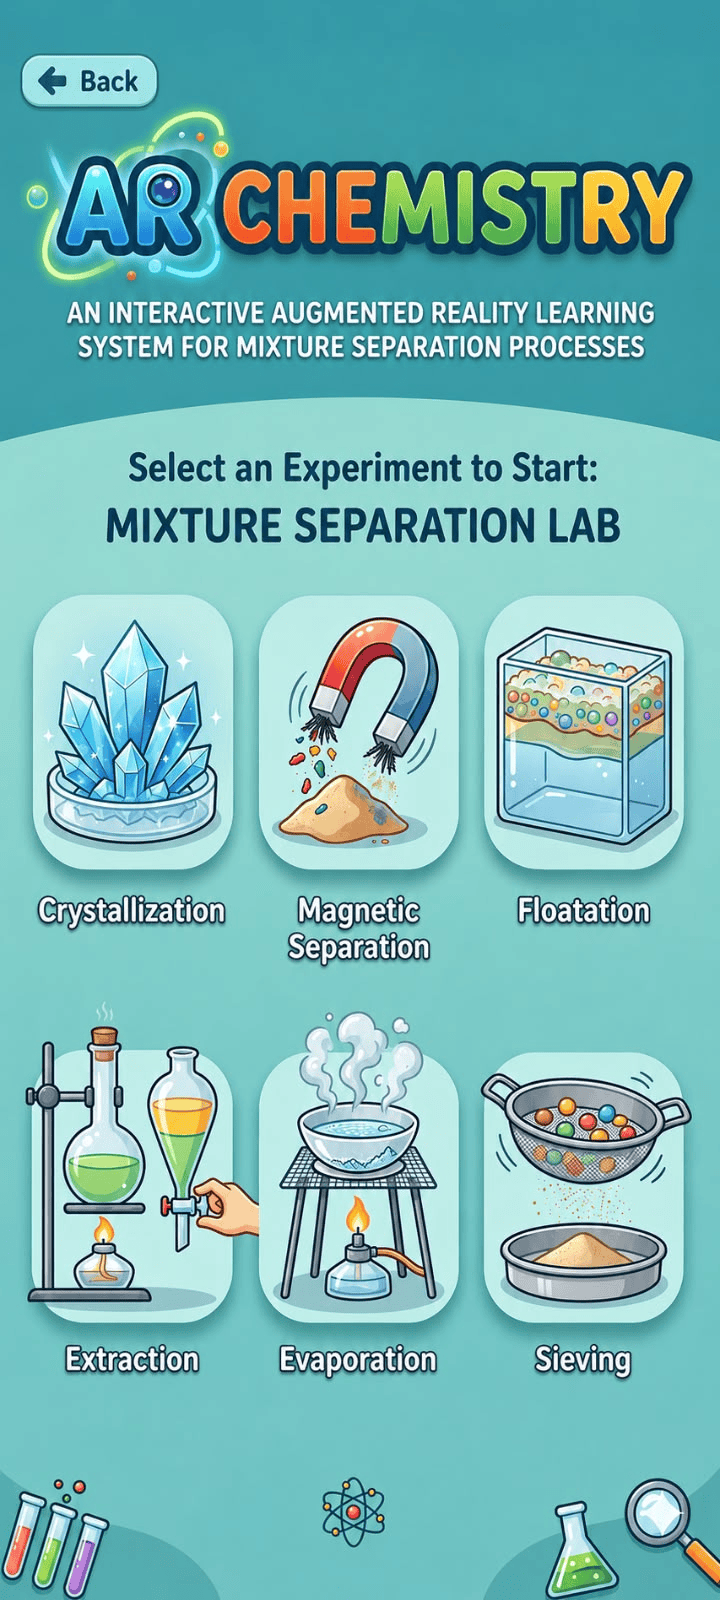 Back
AR CHEMISTRY
AN INTERACTIVE AUGMENTED REALITY LEARNING
SYSTEM FOR MIXTURE SEPARATION PROCESSES
Select an Experiment to Start:
MIXTURE SEPARATION LAB
Crystallization
Magnetic
Separation
Floatation
Extraction
Evaporation
Sieving